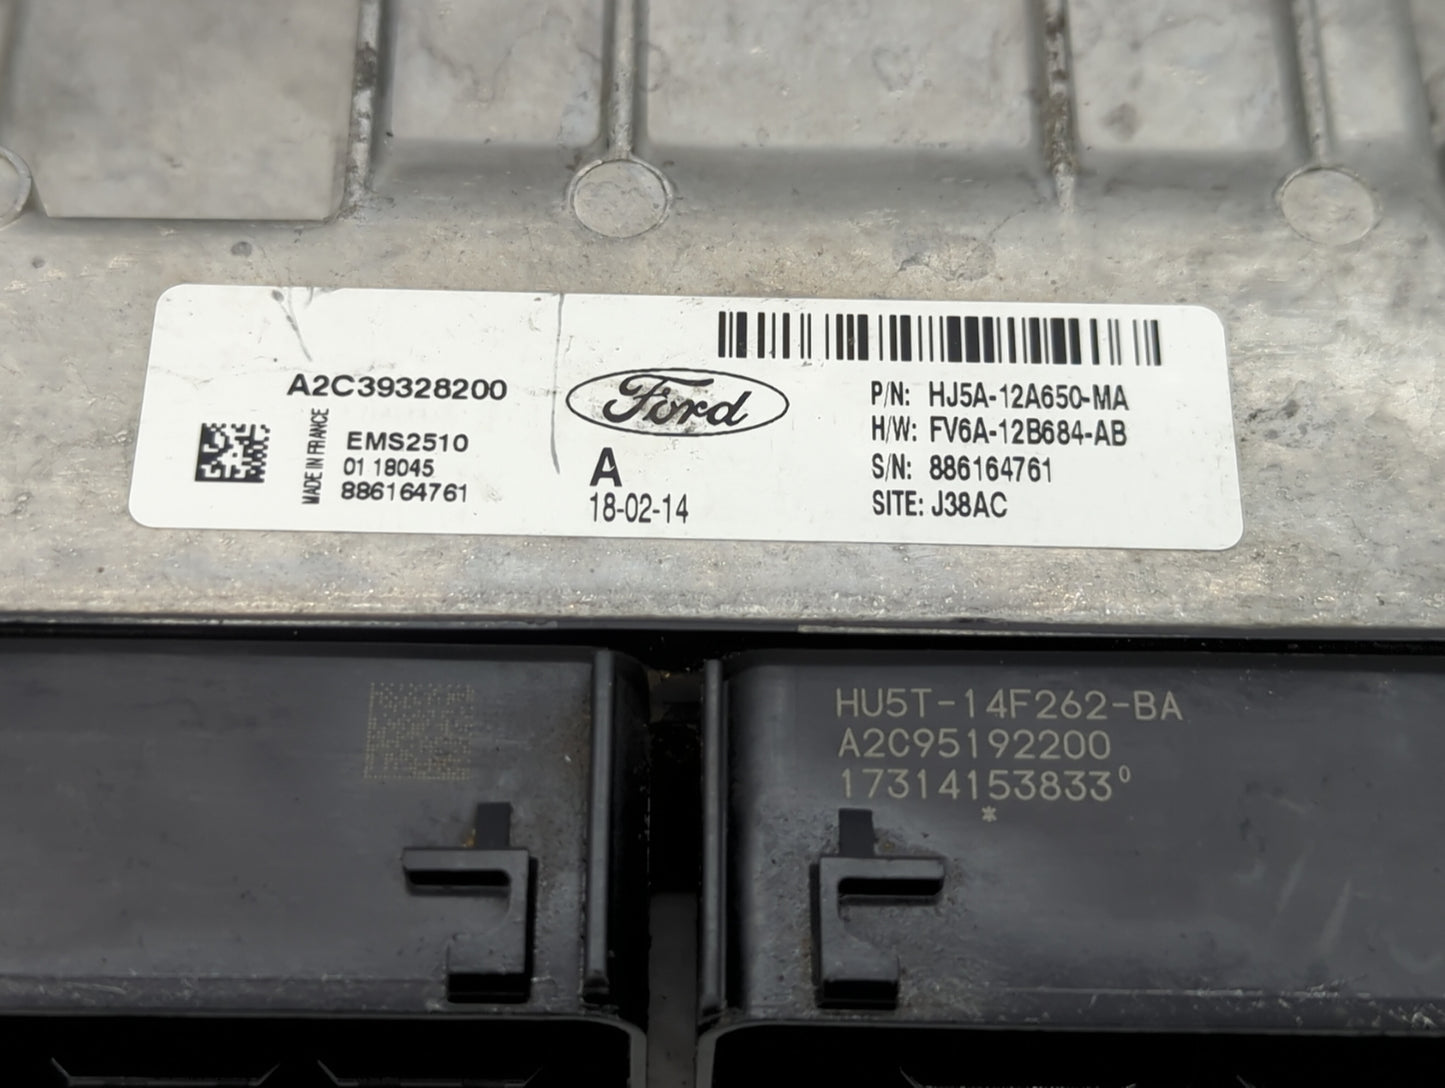 A2C39328200
MADE IN FRANCE
EMS2510
01 18045
886164761
Ford
A
18-02-14
P/N: HJ5A-12A650-MA
H/W: FV6A-12B684-AB
S/N: 886164761
SITE: J38AC
HU5T-14F262-BA
A2C95192200
17314153833⁰
*